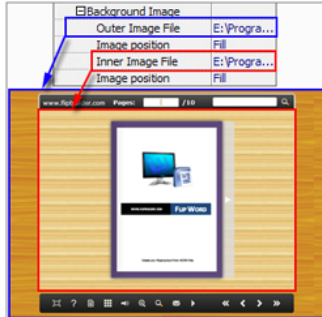 Background Image
Outer Image File E:\Progra...
Image position Fill
Inner Image File E:\Progra...
Image position Fill
Pages: /10
FLIP WORD